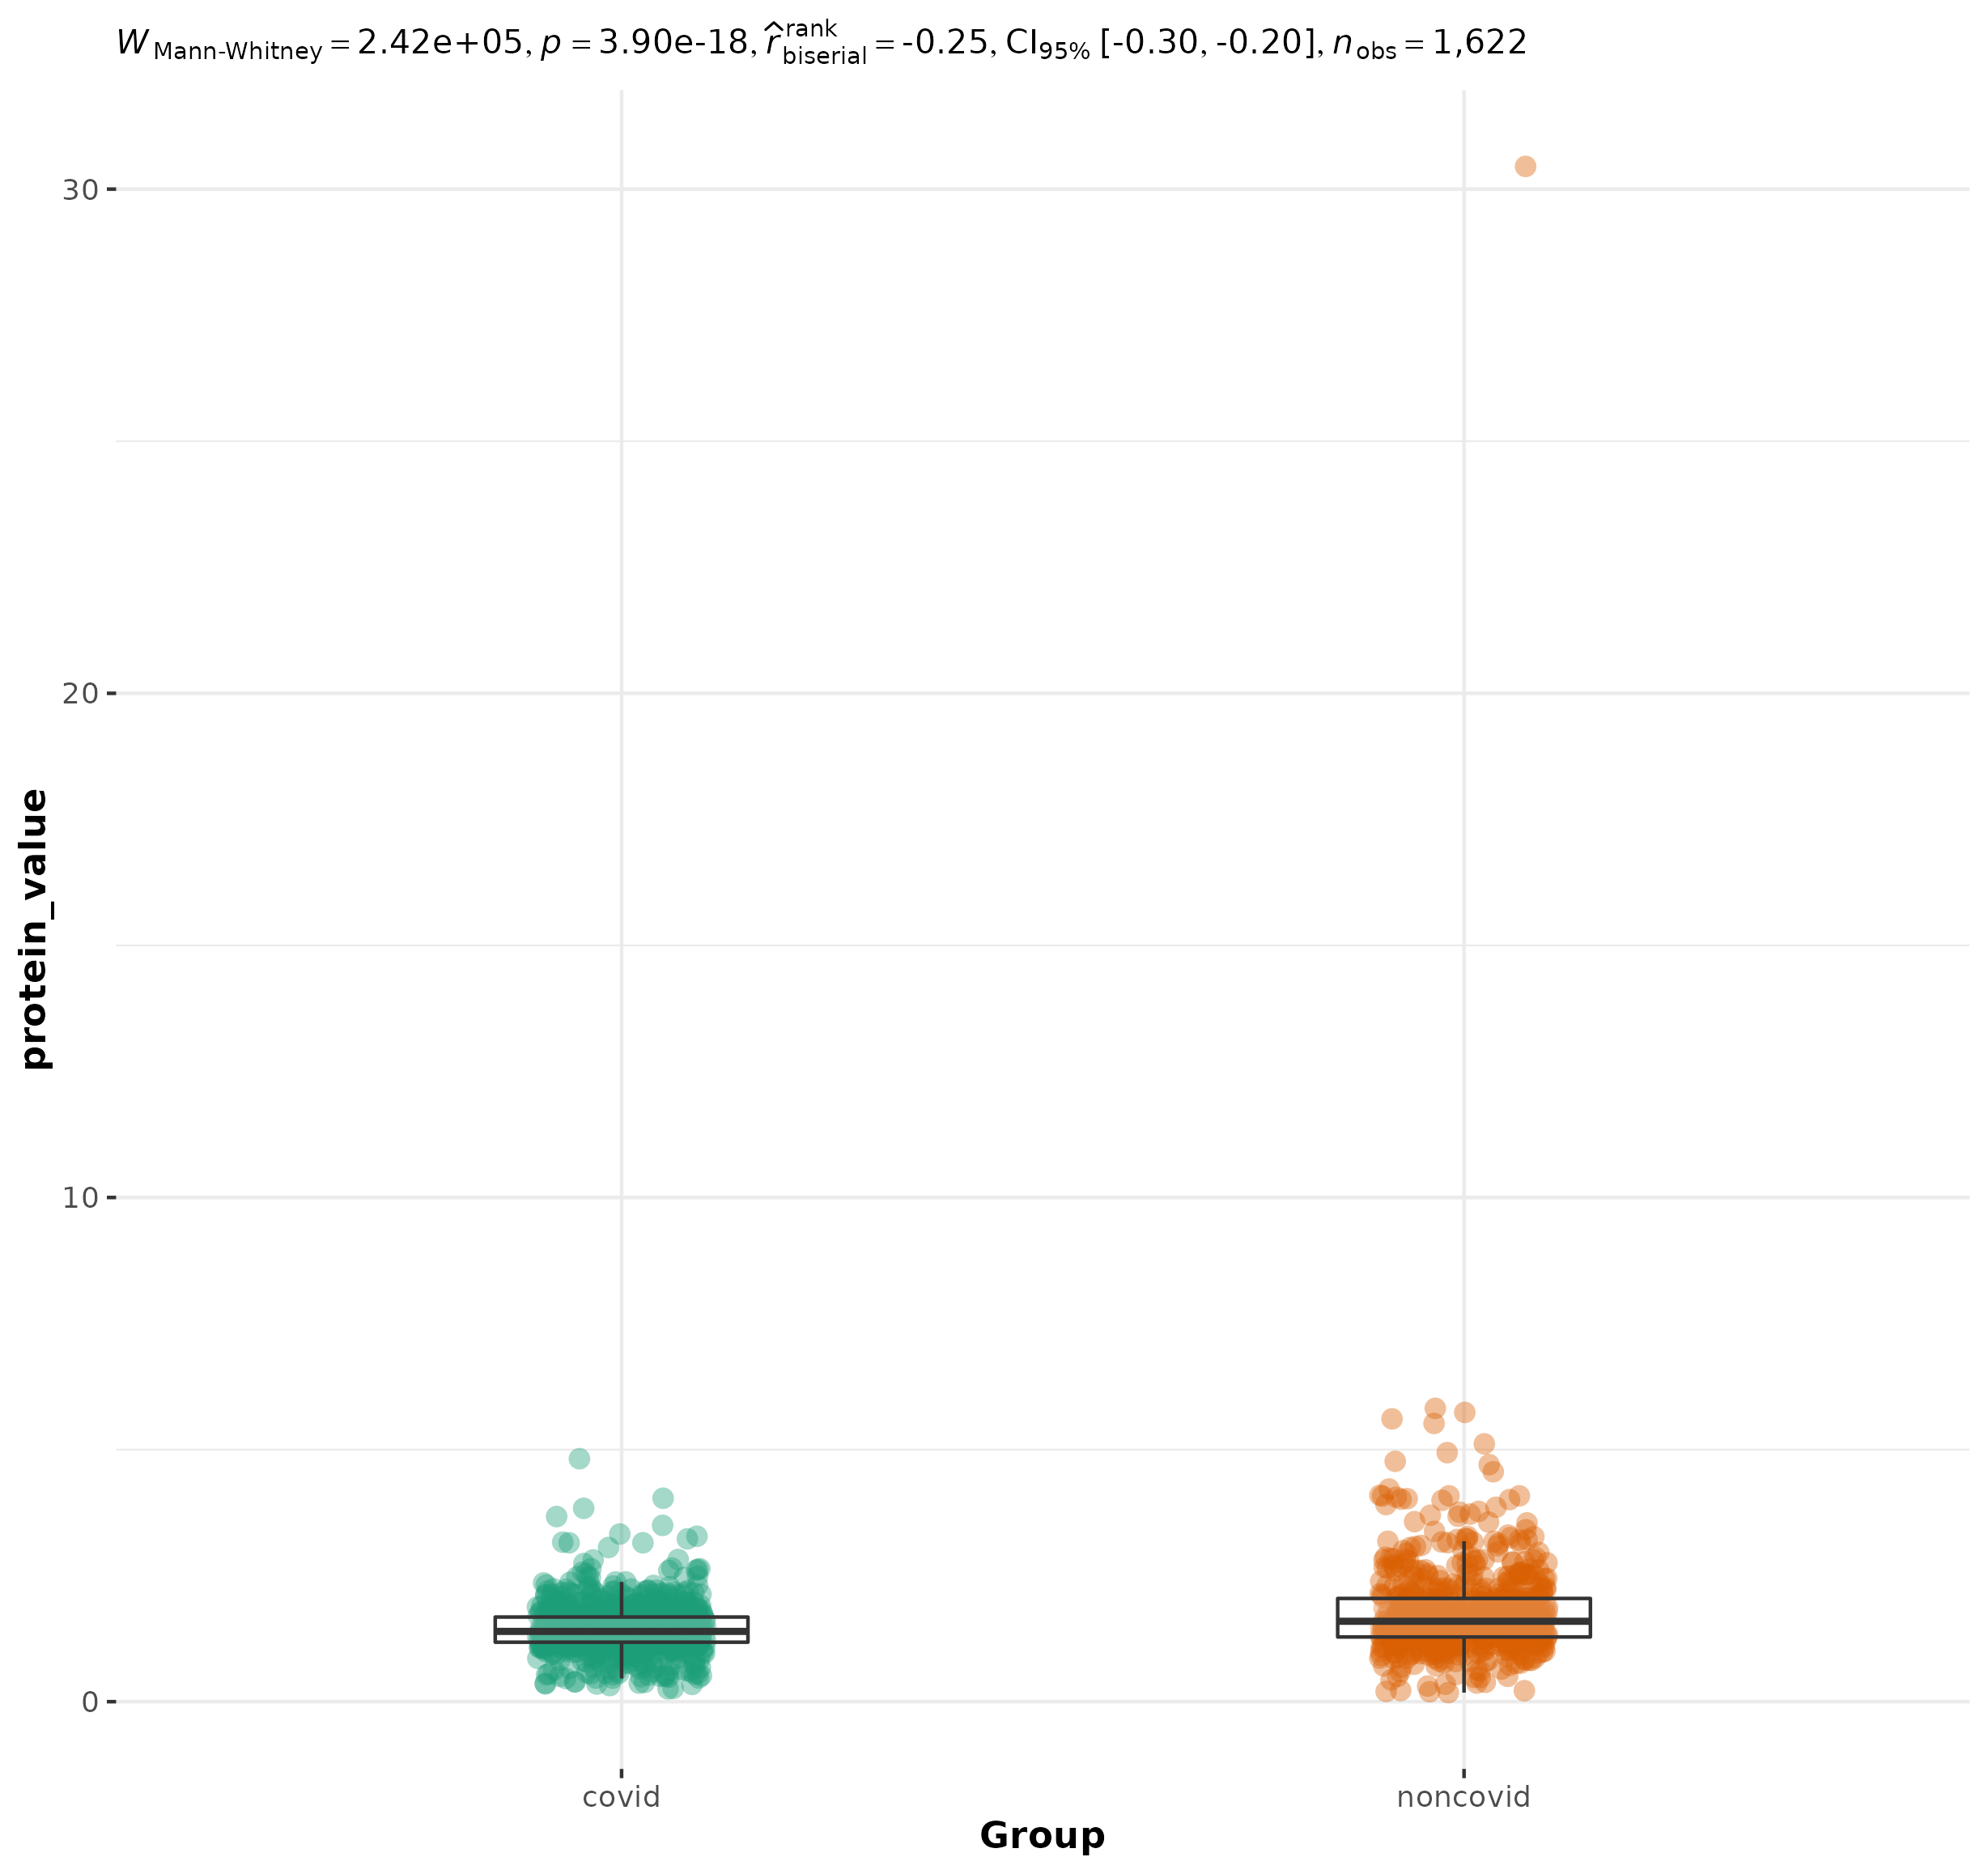 W Mann-Whitney = 2.42e+05, p = 3.90e-18, r̂ rank biserial = -0.25, CI95% [-0.30, -0.20], n obs = 1,622
30
20
10
0
protein_value
covid noncovid
Group